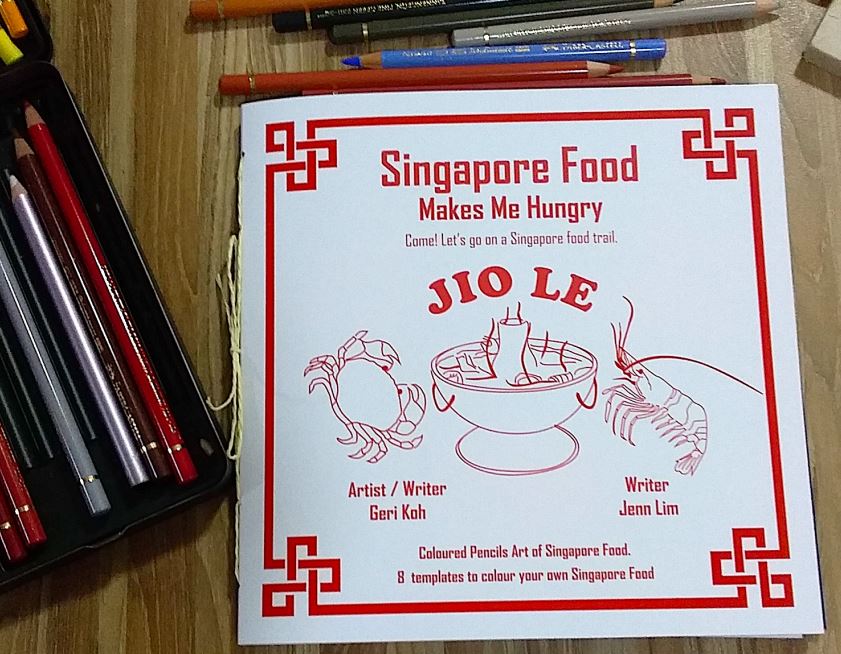 FABER-CASTELL
Singapore Food
Makes Me Hungry
Come! Let's go on a Singapore food trail.
JIO LE
Artist / Writer
Geri Koh
Writer
Jenn Lim
Coloured Pencils Art of Singapore Food.
8 templates to colour your own Singapore Food